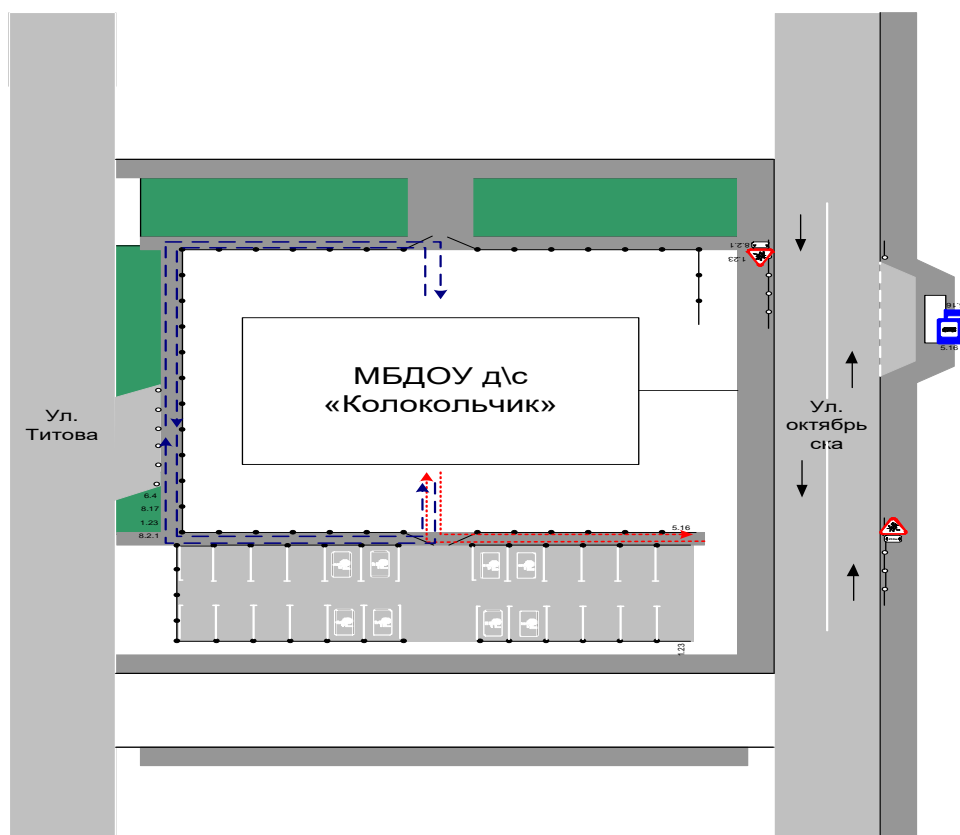 8.2.1
1.23
5.16
МБДОУ д\с
«Колокольчик»
Ул.
Титова
Ул.
октябрь
ска
6.4
8.17
1.23
8.2.1
5.16
1.23